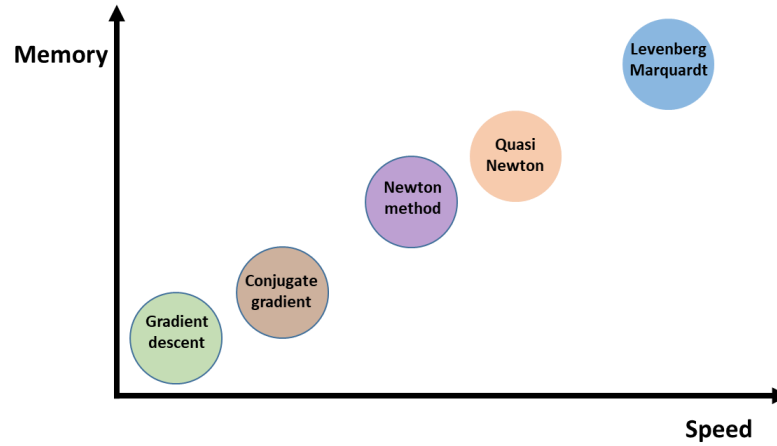 Memory
Levenberg
Marquardt
Quasi
Newton
Newton
method
Conjugate
gradient
Gradient
descent
Speed